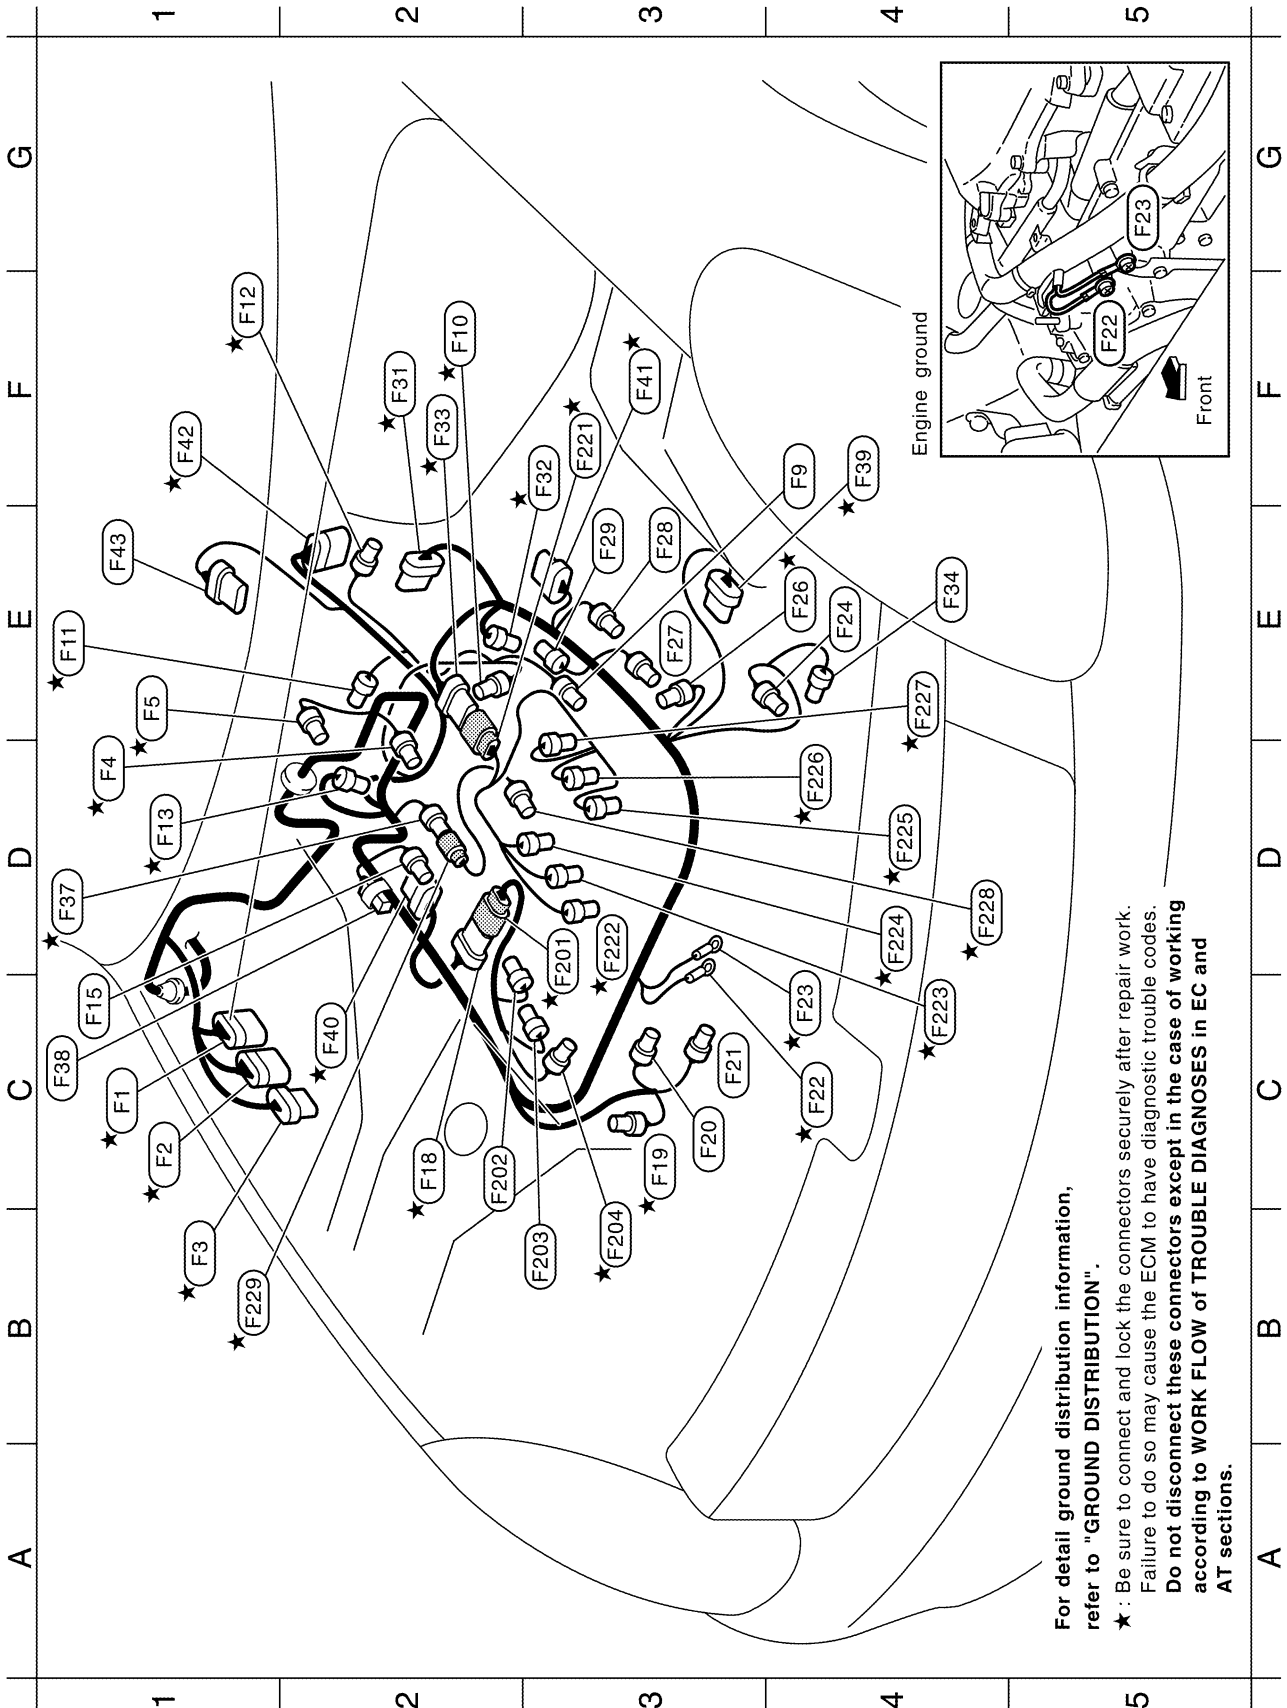 1
2
3
4
5
G
F
E
D
C
B
A
G
F
E
D
C
B
A
1
2
3
4
5
F12
F42
F43
F11
F5
F4
F13
F37
F15
F38
F1
F2
F3
F229
F40
F31
F33
F10
F32
F221
F41
F29
F28
F9
F39
F27
F26
F24
F34
F227
F226
F225
F228
F224
F223
F222
F201
F23
F22
F21
F20
F19
F18
F202
F203
F204
Engine ground
F23
F22
Front
For detail ground distribution information,
refer to "GROUND DISTRIBUTION".
★ : Be sure to connect and lock the connectors securely after repair work.
Failure to do so may cause the ECM to have diagnostic trouble codes.
Do not disconnect these connectors except in the case of working
according to WORK FLOW of TROUBLE DIAGNOSES in EC and
AT sections.